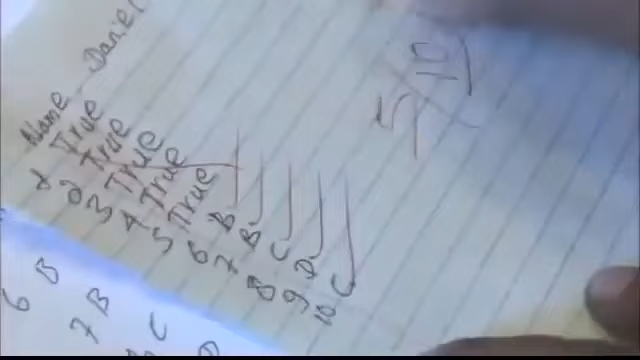 Name Daniel
1 True
2 True
3 True
4 True
5 True
6 B
7 B
8 C
9 D
10 C
5/10
6 B
7 B
C
D